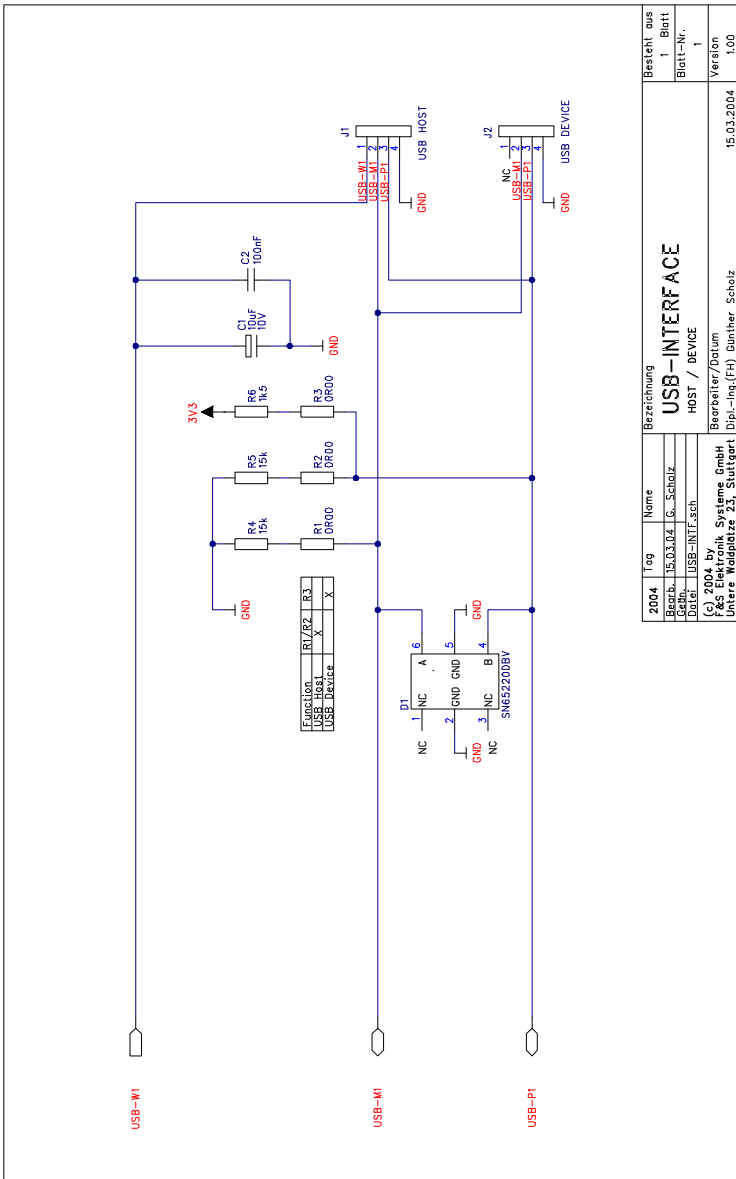 USB-W1
USB-M1
USB-P1
3V3
R6
1k5
R3
0R00
R5
15k
R2
0R00
R4
15k
R1
0R00
GND
C1
10uF
10V
C2
100nF
GND
J1
USB HOST
1
2
3
4
USB-W1
USB-M1
USB-P1
GND
J2
USB DEVICE
1
2
3
4
NC
USB-M1
USB-P1
GND
Function R1/R2 R3
USB Host X
USB Device X
D1
SN65220DBV
NC 1 NC
2 GND
NC 3 NC
A 6
GND 5
B 4
GND
GND
2004 Tag Name
Bearb. 15.03.04 G. Scholz
Gepr.
Datei USB-INTF.sch
(c) 2004 by
F&S Elektronik Systeme GmbH
Untere Waldplätze 23, Stuttgart
Bezeichnung
USB-INTERFACE
HOST / DEVICE
Bearbeiter/Datum
Dipl.-Ing.(FH) Günther Scholz 15.03.2004
Besteht aus
1 Blatt
Blatt-Nr.
1
Version
1.00